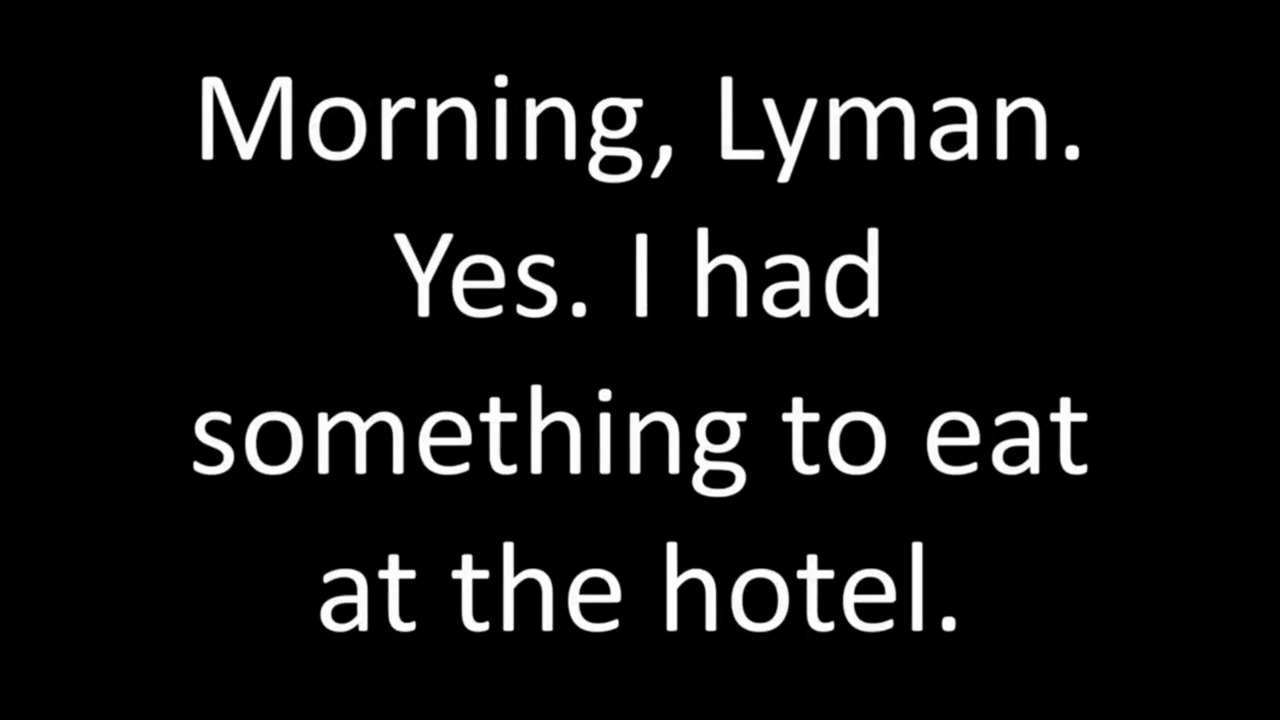 Morning, Lyman.
Yes. I had
something to eat
at the hotel.